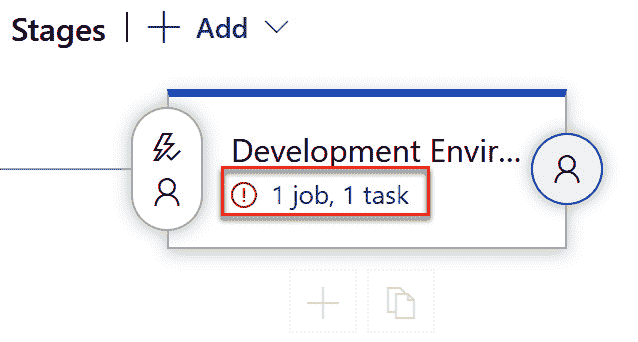 Stages | + Add
Development Envir...
1 job, 1 task